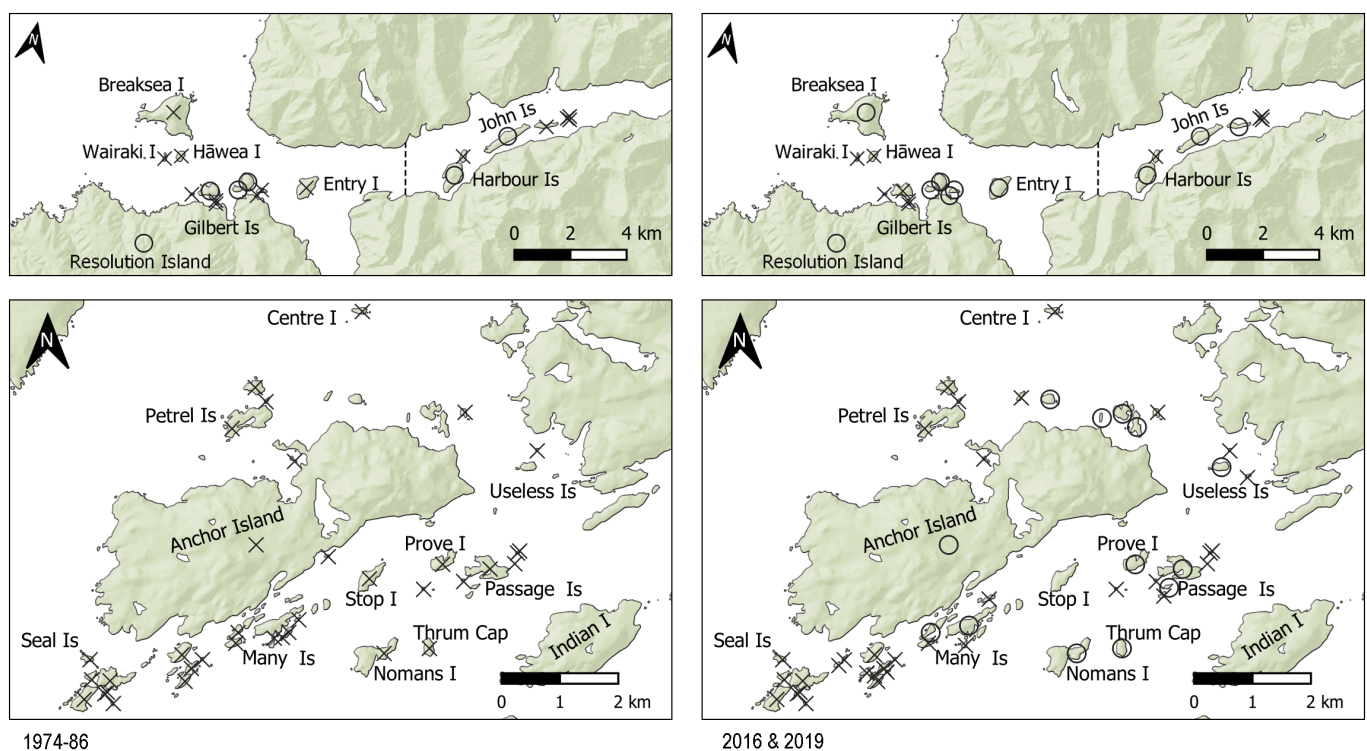 N
Breaksea I
Wairaki I
Hāwea I
John Is
Entry I
Harbour Is
Gilbert Is
Resolution Island
0 2 4 km
N
Breaksea I
Wairaki I
Hāwea I
John Is
Entry I
Harbour Is
Gilbert Is
Resolution Island
0 2 4 km
N
Centre I
Petrel Is
Useless Is
Anchor Island
Prove I
Stop I
Passage Is
Seal Is
Many Is
Thrum Cap
Nomans I
Indian I
0 1 2 km
N
Centre I
Petrel Is
Useless Is
Anchor Island
Prove I
Stop I
Passage Is
Seal Is
Many Is
Thrum Cap
Nomans I
Indian I
0 1 2 km
1974-86
2016 & 2019